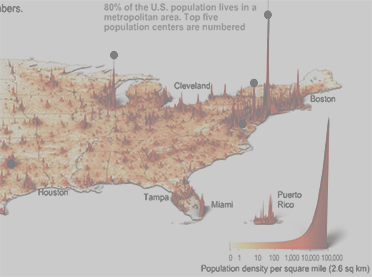 nbers.
80% of the U.S. population lives in a
metropolitan area. Top five
population centers are numbered
Cleveland
Boston
Houston
Tampa
Miami
Puerto
Rico
0 1 10 100 1,000 10,000 100,000
Population density per square mile (2.6 sq km)